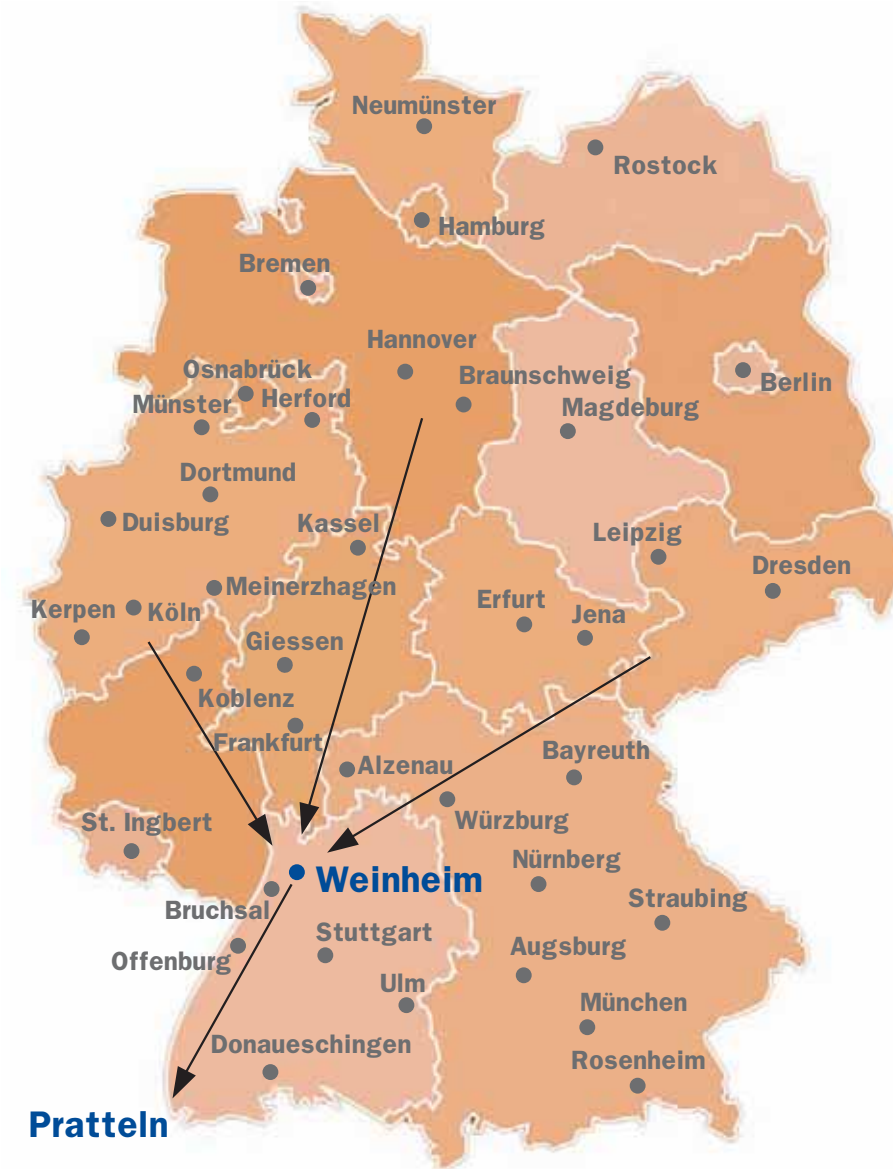 Neumünster
Rostock
Hamburg
Bremen
Hannover
Osnabrück
Braunschweig
Berlin
Münster
Herford
Magdeburg
Dortmund
Duisburg
Kassel
Leipzig
Dresden
Meinerzhagen
Erfurt
Jena
Kerpen
Köln
Giessen
Koblenz
Frankfurt
Bayreuth
Alzenau
St. Ingbert
Würzburg
Nürnberg
Weinheim
Straubing
Bruchsal
Stuttgart
Augsburg
Offenburg
Ulm
München
Donaueschingen
Rosenheim
Pratteln